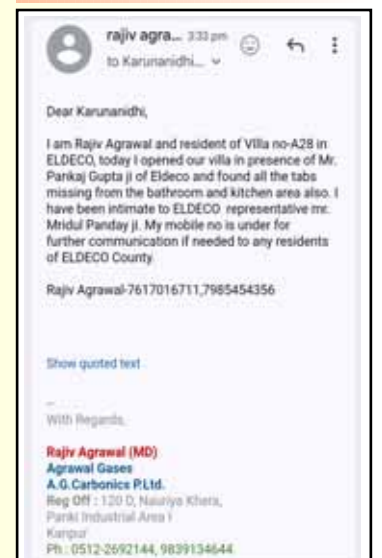 rajiv agra... 3:33 pm
to Karunanidhi...
Dear Karunanidhi,
I am Rajiv Agrawal and resident of Villa no-A28 in
ELDECO, today I opened our villa in presence of Mr.
Pankaj Gupta ji of Eldeco and found all the tabs
missing from the bathroom and kitchen area also. I
have been intimate to ELDECO representative mr.
Mridul Panday ji. My mobile no is under for
further communication if needed to any residents
of ELDECO County.
Rajiv Agrawal-7617016711,7985454356
Show quoted text
--
With Regards,
Rajiv Agrawal (MD)
Agrawal Gases
A.G.Carbonics P.Ltd.
Reg Off : 120 D, Nauriya Khera,
Panki Industrial Area I
Kanpur
Ph : 0512-2692144, 9839134644